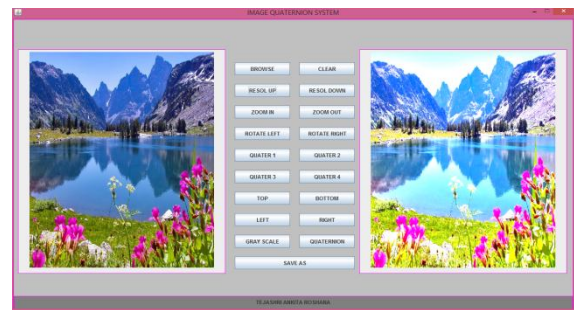 IMAGE QUATERNION SYSTEM
BROWSE CLEAR
RESOL UP RESOL DOWN
ZOOM IN ZOOM OUT
ROTATE LEFT ROTATE RIGHT
QUATER 1 QUATER 2
QUATER 3 QUATER 4
TOP BOTTOM
LEFT RIGHT
GRAY SCALE QUATERNION
SAVE AS